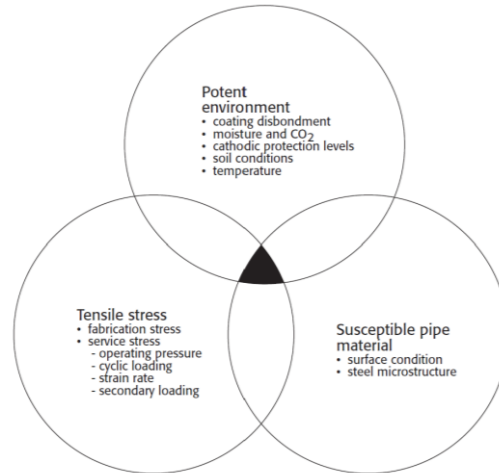 Potent
environment
• coating disbondment
• moisture and CO₂
• cathodic protection levels
• soil conditions
• temperature
Tensile stress
• fabrication stress
• service stress
- operating pressure
- cyclic loading
- strain rate
- secondary loading
Susceptible pipe
material
• surface condition
• steel microstructure